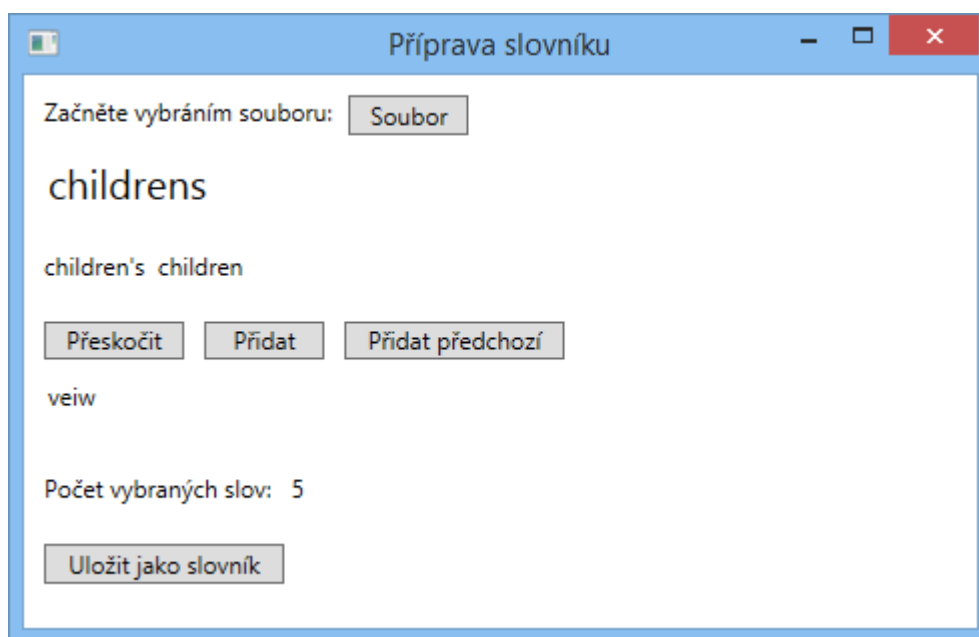 Příprava slovníku
Začněte vybráním souboru: Soubor
childrens
children's children
Přeskočit Přidat Přidat předchozí
veiw
Počet vybraných slov: 5
Uložit jako slovník